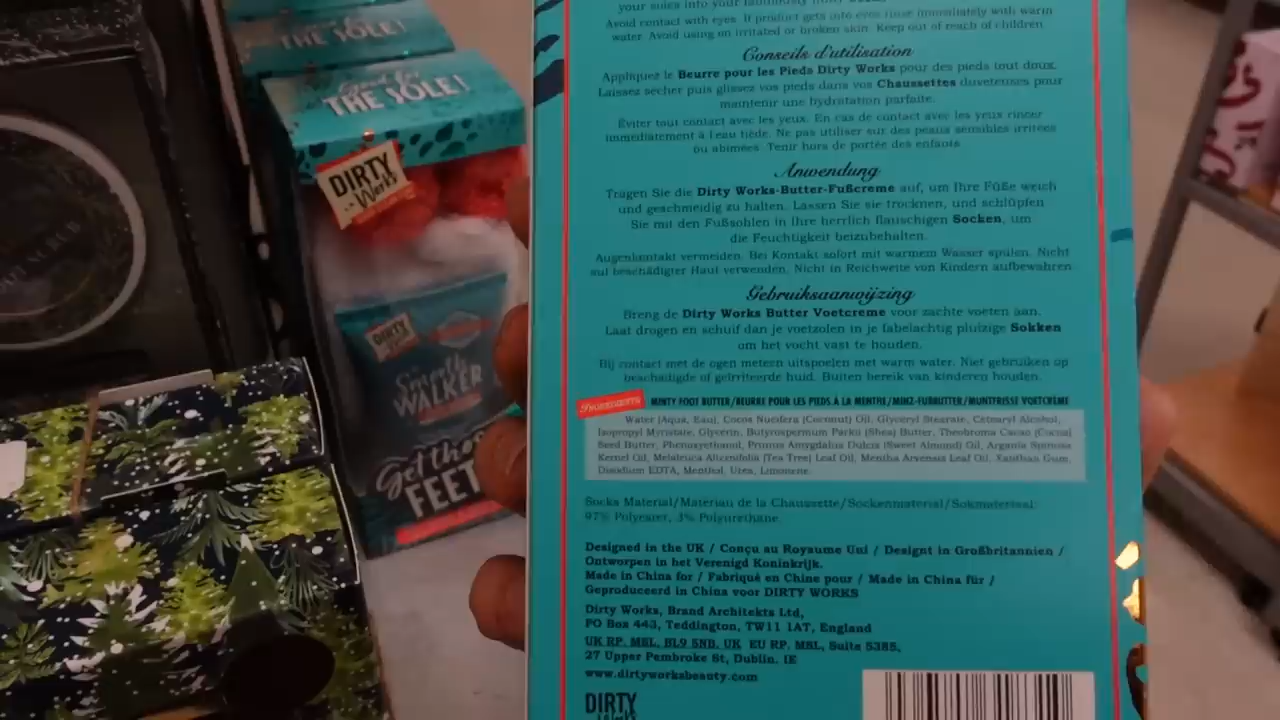 THE SOLE!
Good for
THE SOLE!
DIRTY
Works
DIRTY
Smooth
WALKER
Get those
FEET
your soles into your
Avoid contact with eyes. If product gets into eyes rinse immediately with warm
water. Avoid using on irritated or broken skin. Keep out of reach of children.
Conseils d'utilisation
Appliquez le Beurre pour les Pieds Dirty Works pour des pieds tout doux.
Laissez sécher puis glissez vos pieds dans vos Chaussettes duveteuses pour
maintenir une hydratation parfaite.
Éviter tout contact avec les yeux. En cas de contact avec les yeux rincer
immédiatement à l'eau tiède. Ne pas utiliser sur des peaux sensibles irritées
ou abimées. Tenir hors de portée des enfants.
Anwendung
Tragen Sie die Dirty Works-Butter-Fußcreme auf, um Ihre Füße weich
und geschmeidig zu halten. Lassen Sie sie trocknen, und schlüpfen
Sie mit den Fußsohlen in Ihre herrlich flauschigen Socken, um
die Feuchtigkeit beizubehalten.
Augenkontakt vermeiden. Bei Kontakt sofort mit warmem Wasser spülen. Nicht
auf beschädigter Haut verwenden. Nicht in Reichweite von Kindern aufbewahren
Gebruiksaanwijzing
Breng de Dirty Works Butter Voetcreme voor zachte voeten aan.
Laat drogen en schuif dan je voetzolen in je fabelachtig pluizige Sokken
om het vocht vast te houden.
Bij contact met de ogen meteen uitspoelen met warm water. Niet gebruiken op
beschadigde of geïrriteerde huid. Buiten bereik van kinderen houden.
INGREDIENTS MINTY FOOT BUTTER/BEURRE POUR LES PIEDS À LA MENTHE/MINZ-FUßBUTTER/MUNTFRISSE VOETCRÈME
Water (Aqua, Eau), Cocos Nucifera (Coconut) Oil, Glyceryl Stearate, Cetearyl Alcohol,
Isopropyl Myristate, Glycerin, Butyrospermum Parkii (Shea) Butter, Theobroma Cacao (Cocoa)
Seed Butter, Phenoxyethanol, Prunus Amygdalus Dulcis (Sweet Almond) Oil, Argania Spinosa
Kernel Oil, Melaleuca Alternifolia (Tea Tree) Leaf Oil, Mentha Arvensis Leaf Oil, Xanthan Gum,
Disodium EDTA, Menthol, Urea, Limonene.
Socks Material/Matériau de la Chaussette/Sockenmaterial/Sokmateriaal:
97% Polyester, 3% Polyurethane.
Designed in the UK / Conçu au Royaume Uni / Designt in Großbritannien /
Ontworpen in het Verenigd Koninkrijk.
Made in China for / Fabriqué en Chine pour / Made in China für /
Geproduceerd in China voor DIRTY WORKS
Dirty Works, Brand Architekts Ltd,
PO Box 443, Teddington, TW11 1AT, England
UK RP. MBL, BL9 5NB, UK EU RP. MBL, Suite 5385,
27 Upper Pembroke St, Dublin. IE
www.dirtyworksbeauty.com
DIRTY
Works